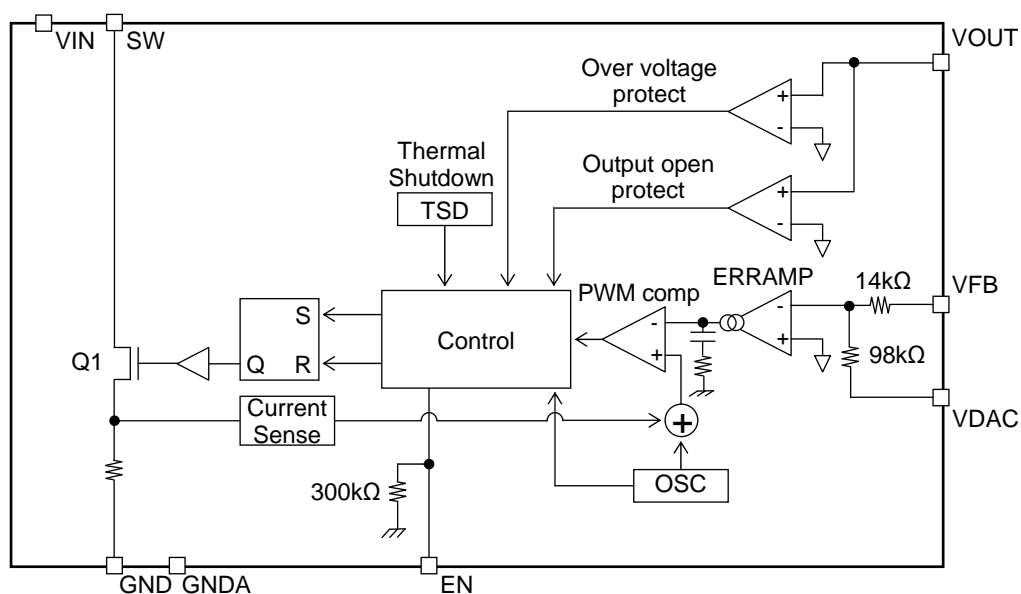 VIN
SW
VOUT
Over voltage
protect
+
-
Thermal
Shutdown
TSD
Output open
protect
+
-
ERRAMP
14kΩ
VFB
PWM comp
-
+
-
+
98kΩ
VDAC
Control
S
Q
R
Q1
Current
Sense
+
OSC
300kΩ
GND
GNDA
EN